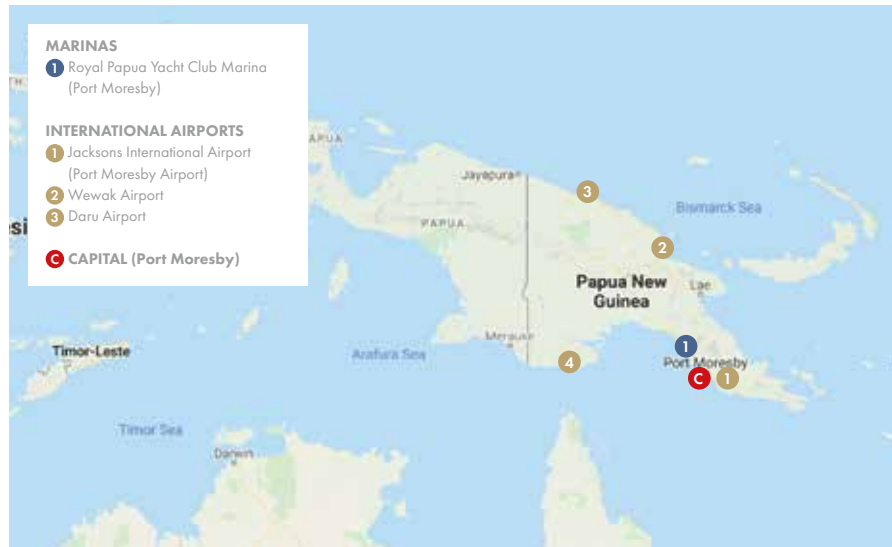 MARINAS
1 Royal Papua Yacht Club Marina
(Port Moresby)
INTERNATIONAL AIRPORTS
1 Jacksons International Airport
(Port Moresby Airport)
2 Wewak Airport
3 Daru Airport
C CAPITAL (Port Moresby)
APUA
Jayapura
3
Bismarck Sea
PAPUA
si
2
Papua New
Guinea
Lae
Merauke
1
Timor-Leste
Arafura Sea
4
Port Moresby
C 1
Timor Sea
Darwin